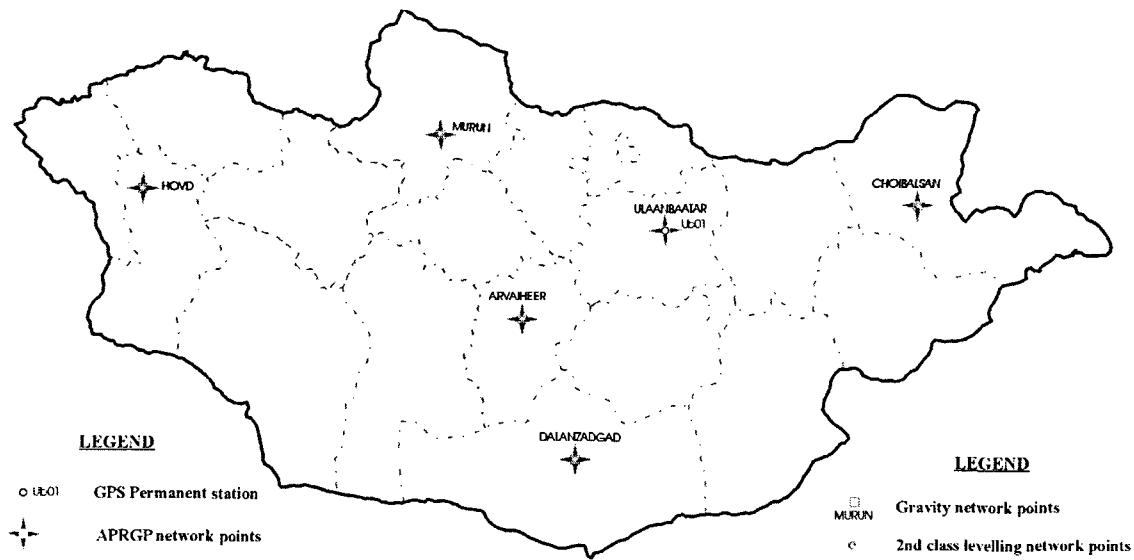 MURUN
HOVD
CHOIBALSAN
ULAANBAATAR
Ub01
ARVAIHEER
DALANZADGAD
LEGEND
Ub01 GPS Permanent station
APRGP network points
LEGEND
MURUN Gravity network points
2nd class levelling network points